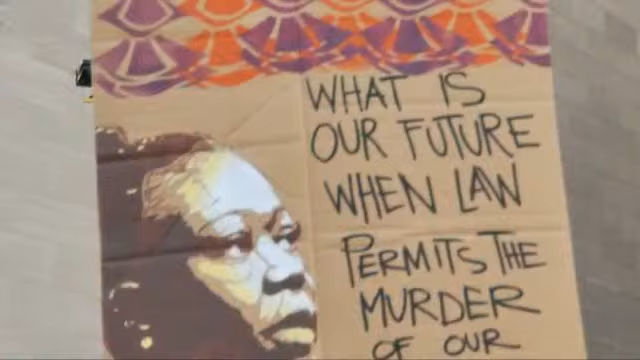 WHAT IS
OUR FUTURE
WHEN LAW
PERMITS THE
MURDER
OF OUR